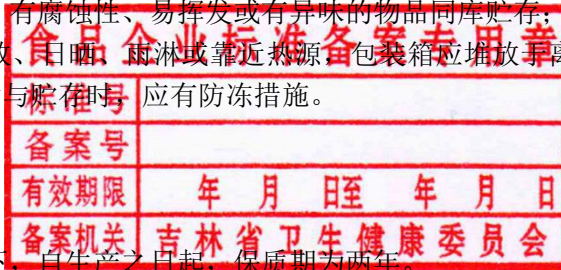 有腐蚀性、易挥发或有异味的物品同库贮存；
食品企业标准备案专用章
日晒、雨淋或靠近热源，包装箱应堆放于离
标准号
与贮存时，应有防冻措施。
备案号
有效期限 年 月 日至 年 月 日
备案机关 吉林省卫生健康委员会
自生产之日起，保质期为两年。